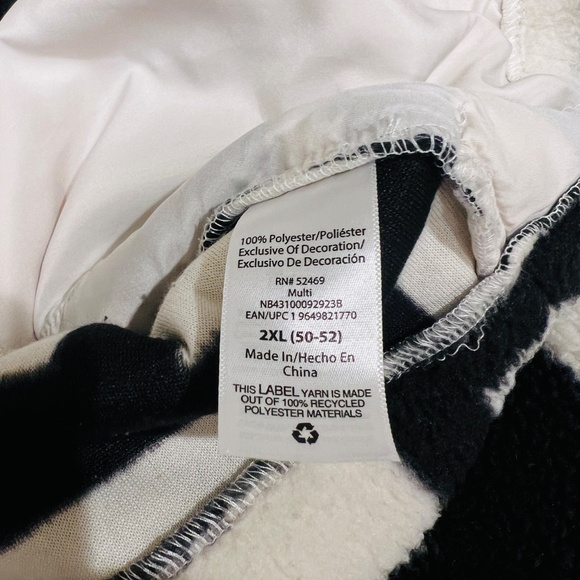 100% Polyester/Poliéster
Exclusive Of Decoration/
Exclusivo De Decoración
RN# 52469
Multi
NB43100092923B
EAN/UPC 1 9649821770
2XL (50-52)
Made In/Hecho En
China
THIS LABEL YARN IS MADE
OUT OF 100% RECYCLED
POLYESTER MATERIALS